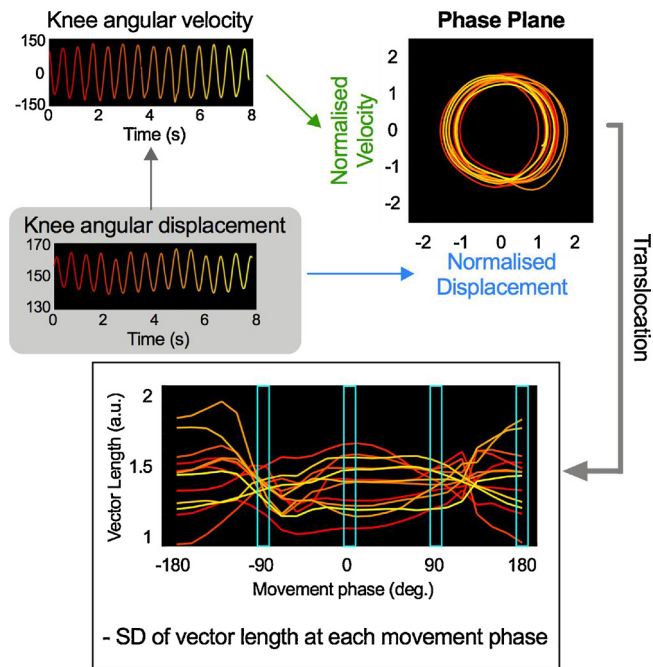 Knee angular velocity
150
0
-150
0 2 4 6 8
Time (s)
Phase Plane
Normalised
Velocity
2
1
0
-1
-2
-2 -1 0 1 2
Normalised
Displacement
Knee angular displacement
170
150
130
0 2 4 6 8
Time (s)
Translocation
Vector Length (a.u.)
2
1.5
1
-180 -90 0 90 180
Movement phase (deg.)
- SD of vector length at each movement phase